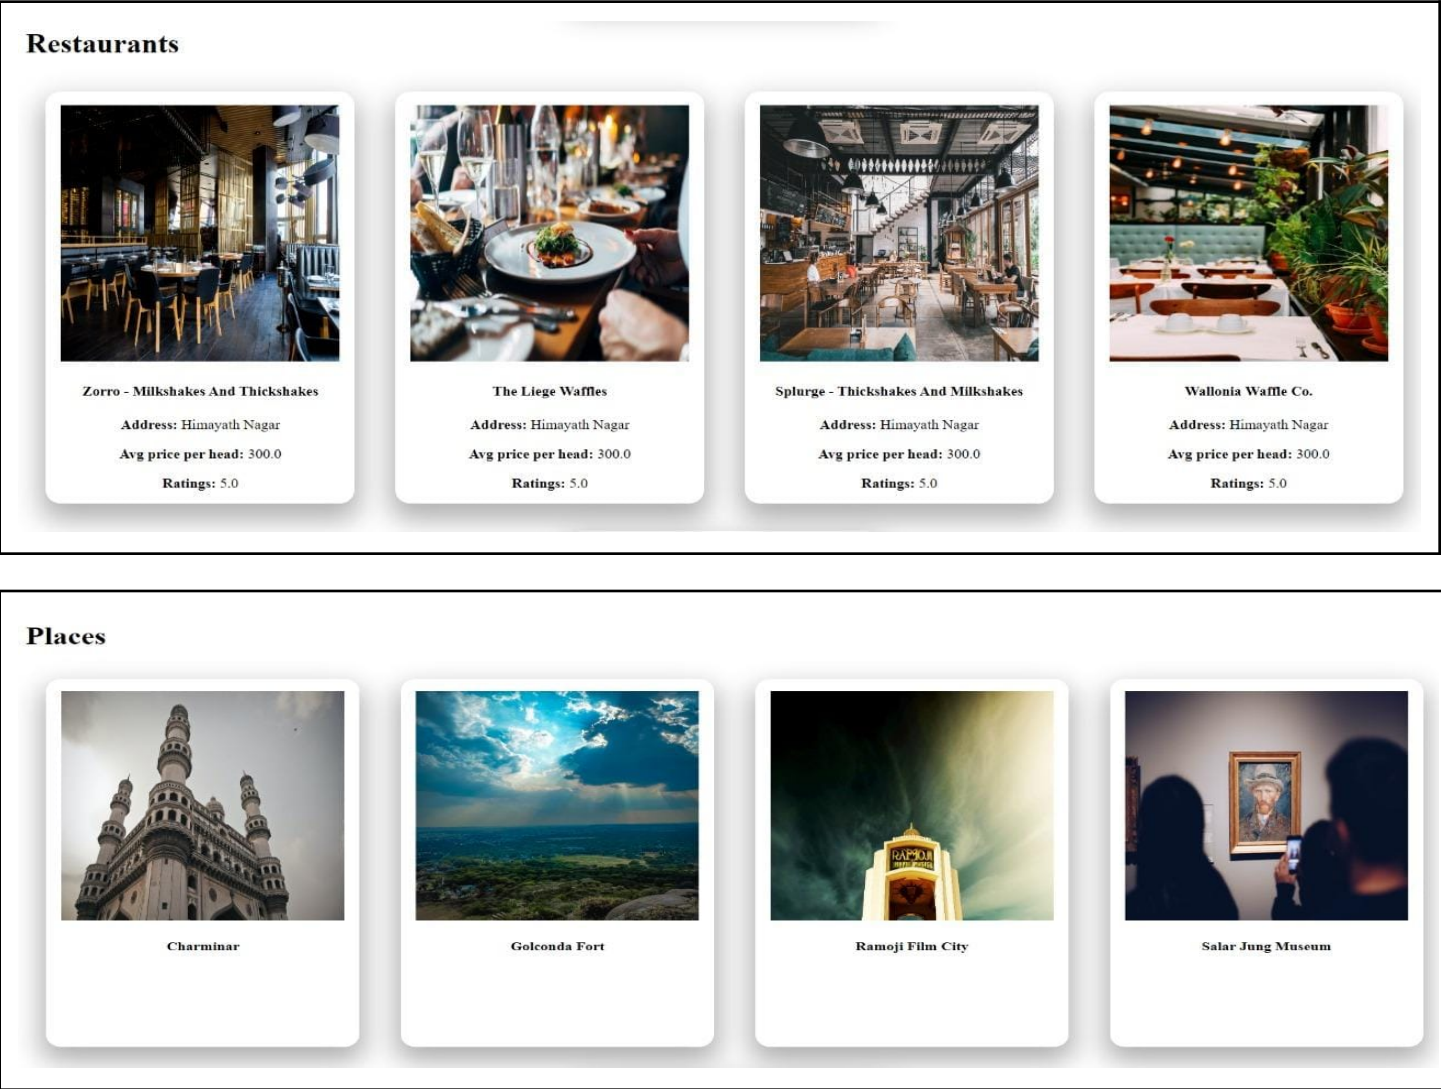 Restaurants
Zorro - Milkshakes And Thickshakes
Address: Himayath Nagar
Avg price per head: 300.0
Ratings: 5.0
The Liege Waffles
Address: Himayath Nagar
Avg price per head: 300.0
Ratings: 5.0
Splurge - Thickshakes And Milkshakes
Address: Himayath Nagar
Avg price per head: 300.0
Ratings: 5.0
Wallonia Waffle Co.
Address: Himayath Nagar
Avg price per head: 300.0
Ratings: 5.0
Places
Charminar
Golconda Fort
RAMOJI
Ramoji Film City
Salar Jung Museum